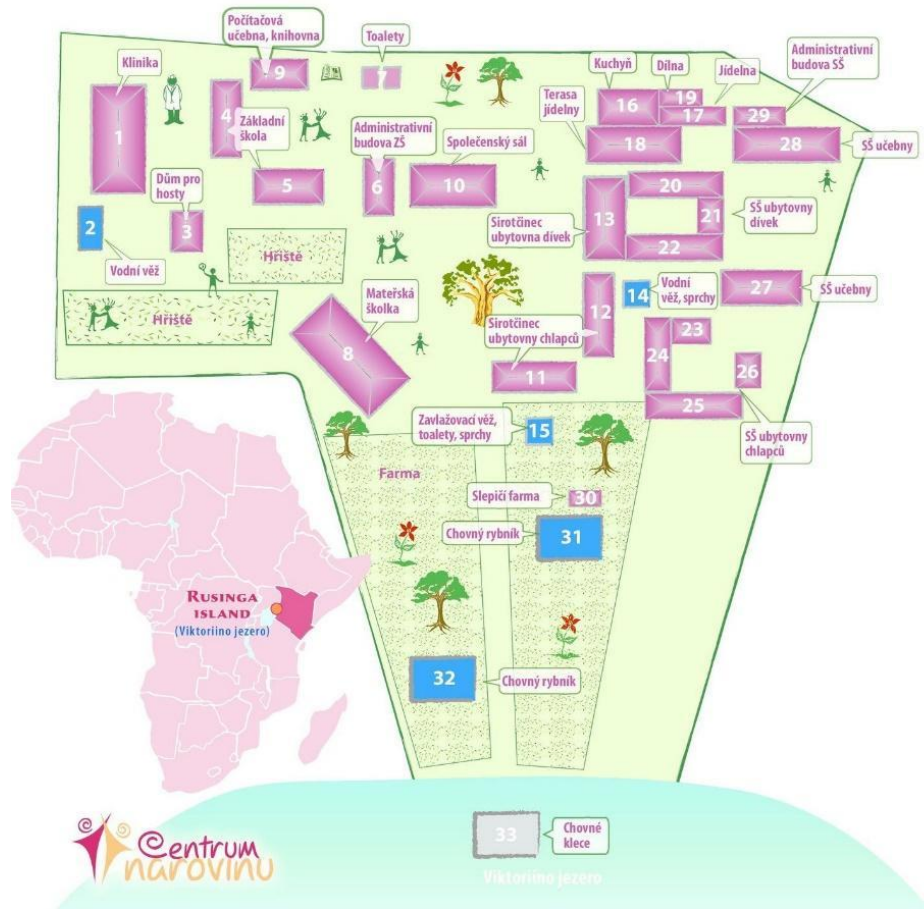 Počítačová
učebna, knihovna
Toalety
Klinika
9
7
Kuchyň
Dílna
Jídelna
Administrativní
budova SŠ
Terasa
jídelny
16
19
17
29
1
4
Základní
škola
Administrativní
budova ZŠ
Společenský sál
18
28
SŠ učebny
Dům pro
hosty
5
6
10
20
13
21
SŠ ubytovny
dívek
2
3
Sirotčinec
ubytovna dívek
22
Vodní věž
Hřiště
Hřiště
Mateřská
školka
14
Vodní
věž, sprchy
27
SŠ učebny
12
Sirotčinec
ubytovny chlapců
23
8
24
11
26
25
Zavlažovací věž,
toalety, sprchy
15
SŠ ubytovny
chlapců
Farma
Slepičí farma
30
Chovný rybník
31
Rusinga
island
(Viktoriino jezero)
32
Chovný rybník
33
Chovné
klece
Viktoriino jezero
Centrum
narovinu